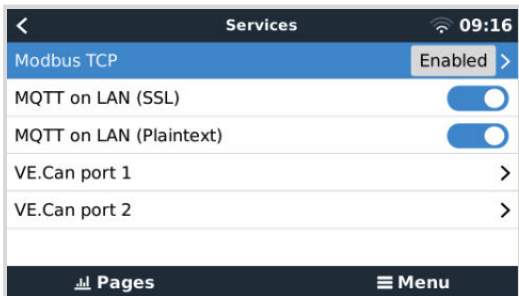 Services 09:16
Modbus TCP Enabled
MQTT on LAN (SSL)
MQTT on LAN (Plaintext)
VE.Can port 1
VE.Can port 2
Pages Menu